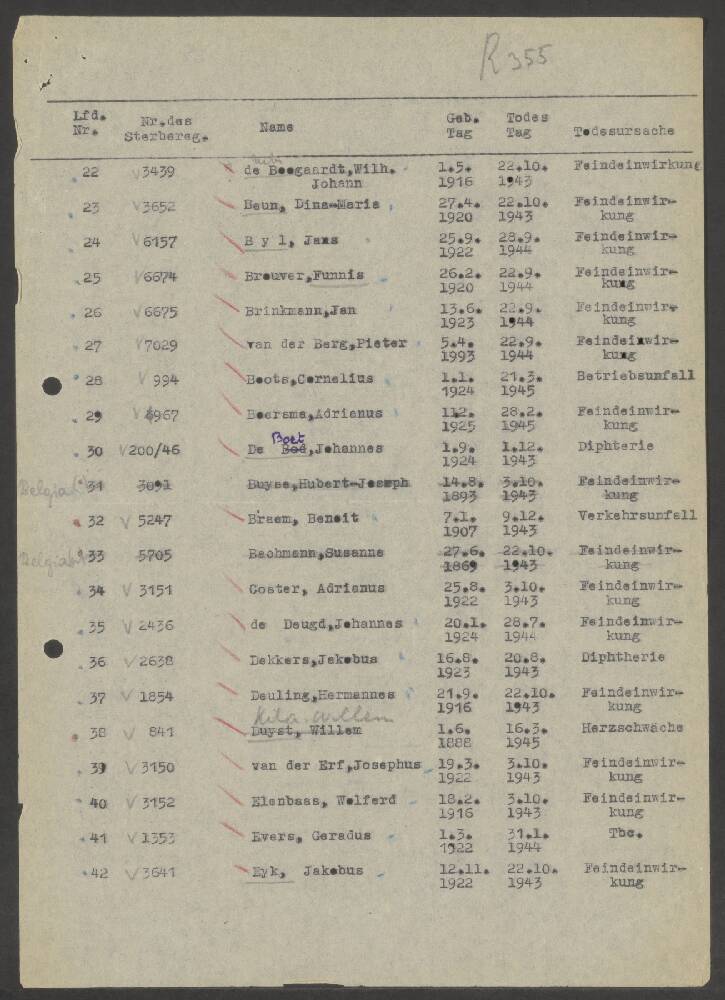 R 355
Lfd. Nr.des Name Geb. Todes Todesursache
Nr. Sterbereg. Tag Tag
22 V 3439 de Boogaardt,Wilh. 1.5. 22.10. Feindeinwirkung
Johann 1916 1943
23 V 3652 Beun, Dina-Maria 27.4. 22.10. Feindeinwir-
1920 1943 kung
24 V 6157 B y l, Jans 25.9. 28.9. Feindeinwir-
1922 1944 kung
25 V 6674 Brouver,Funnis 26.2. 22.9. Feindeinwir-
1920 1944 kung
26 V 6675 Brinkmann,Jan 13.6. 22.9. Feindeinwir-
1923 1944 kung
27 V 7029 van der Berg,Pieter 5.4. 22.9. Feindeinwir-
1993 1944 kung
28 V 994 Boots,Cornelius 1.1. 21.3. Betriebsunfall
1924 1945
29 V 6967 Boersma,Adrianus 112. 28.2. Feindeinwir-
1925 1945 kung
Boet
30 V 200/46 De Bod,Johannes 1.9. 1.12. Diphterie
1924 1943
Belgian 31 3091 Buyse,Hubert-Joseph 14.8. 3.10. Feindeinwir-
1893 1943 kung
32 V 5247 Braem, Benoit 7.1. 9.12. Verkehrsunfall
1907 1943
Belgian 33 5705 Bachmann,Susanne 27.6. 22.10. Feindeinwir-
1869 1943 kung
34 V 3151 Coster, Adrianus 25.8. 3.10. Feindeinwir-
1922 1943 kung
35 V 2436 de Deugd,Johannes 20.1. 28.7. Feindeinwir-
1924 1944 kung
36 V 2638 Dekkers,Jakobus 16.8. 20.8. Diphtherie
1923 1943
37 V 1854 Deuling,Hermannes 21.9. 22.10. Feindeinwir-
1916 1943 kung
Willem
38 V 841 Duyst, Willem 1.6. 16.3. Herzschwäche
1888 1945
39 V 3150 van der Erf,Josephus 19.3. 3.10. Feindeinwir-
1922 1943 kung
40 V 3152 Elenbaas, Wolferd 18.2. 3.10. Feindeinwir-
1916 1943 kung
41 V 1353 Evers, Geradus 1.3. 31.1. Tbc.
1922 1944
42 V 3641 Eyk, Jakobus 12.11. 22.10. Feindeinwir-
1922 1943 kung